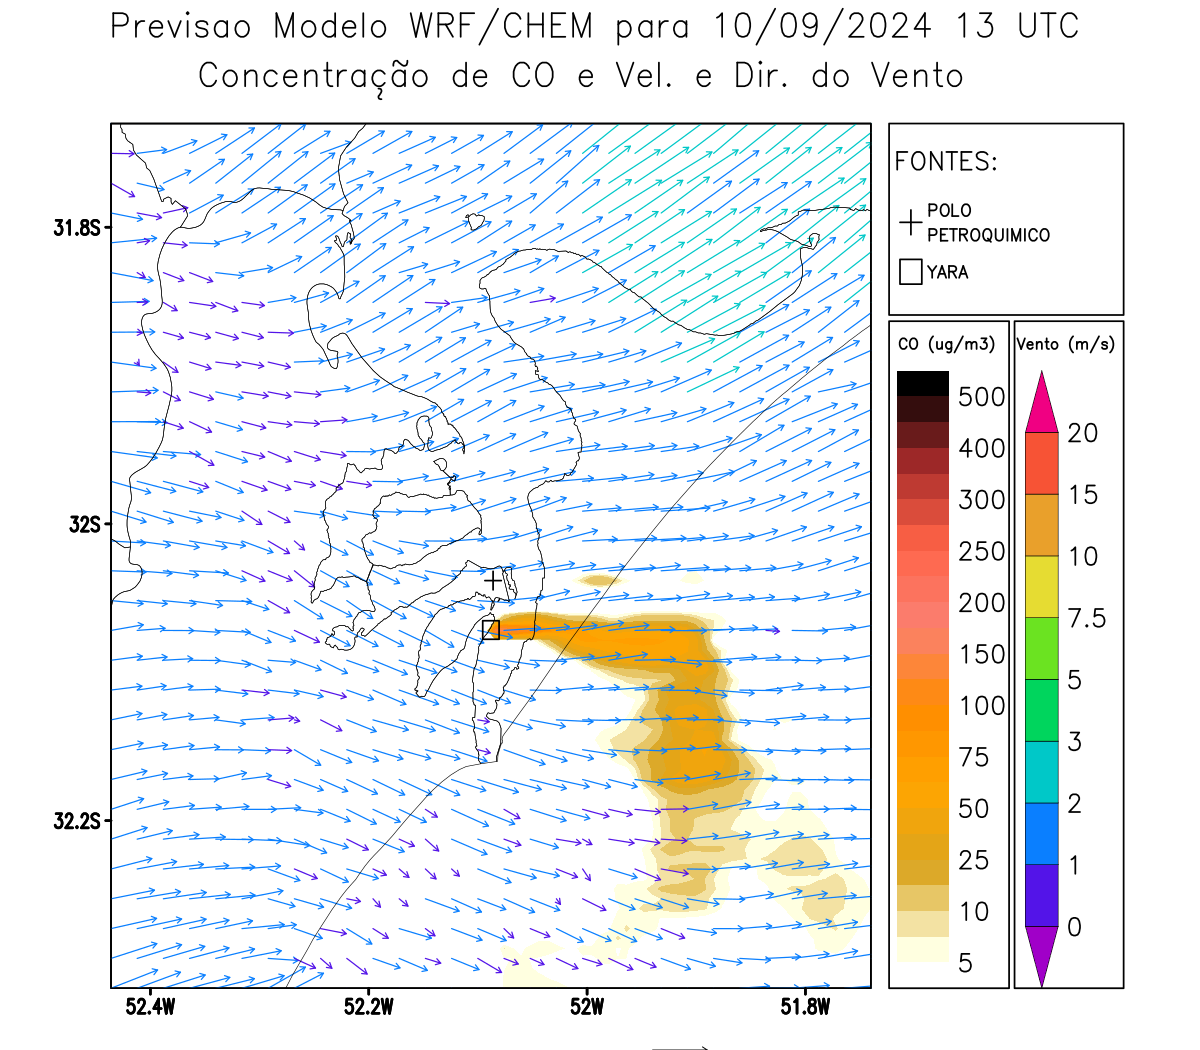 Previsao Modelo WRF/CHEM para 10/09/2024 13 UTC
Concentração de CO e Vel. e Dir. do Vento
FONTES:
POLO
PETROQUIMICO
YARA
CO (ug/m3)
500
400
300
250
200
150
100
75
50
25
10
5
Vento (m/s)
20
15
10
7.5
5
3
2
1
0
31.8S
32S
32.2S
52.4W
52.2W
52W
51.8W